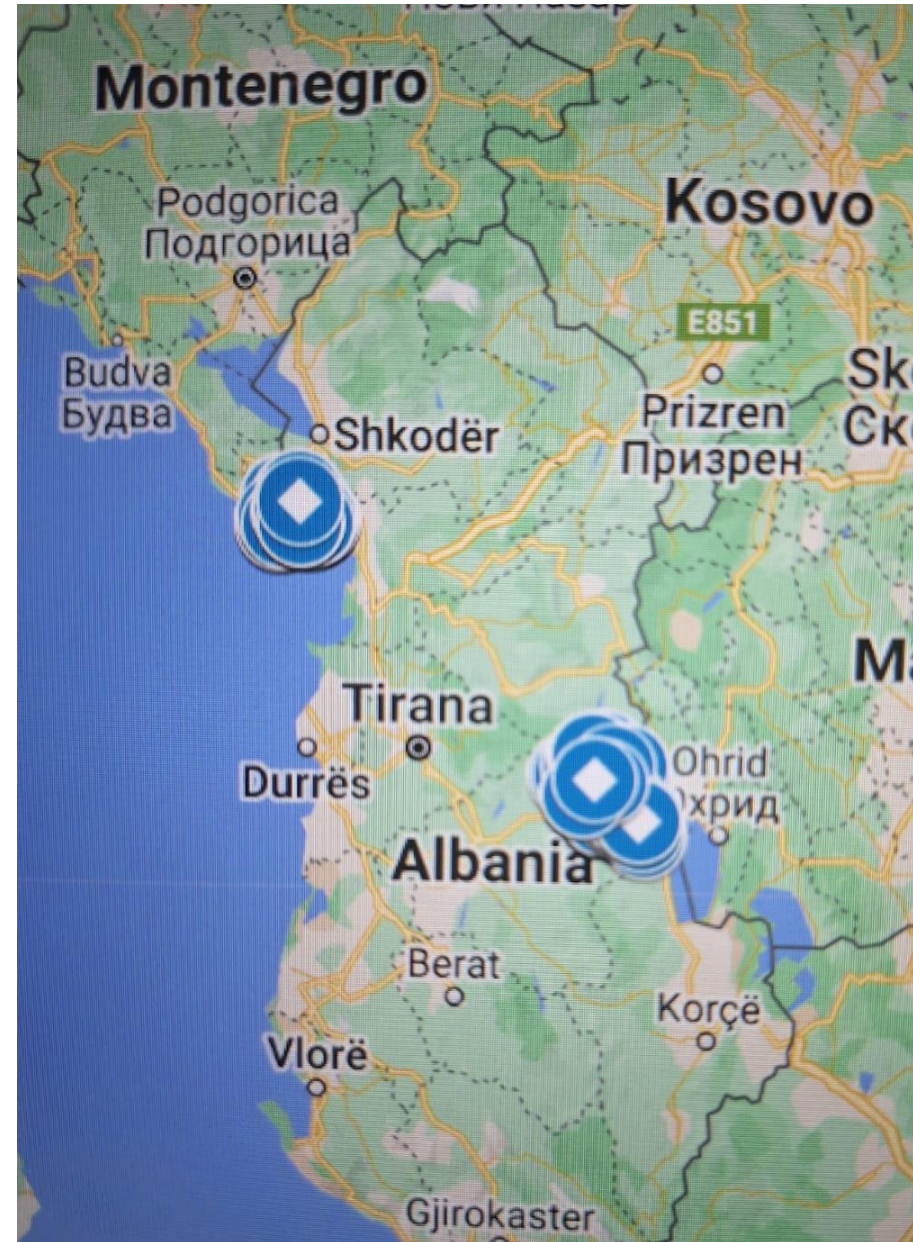 Montenegro
Podgorica
Подгорица
Kosovo
E851
Budva
Будва
Shkodër
Prizren
Призрен
Sk
Ск
Tirana
Durrës
Ohrid
хрид
Albania
Berat
Korçë
Vlorë
Gjirokaster